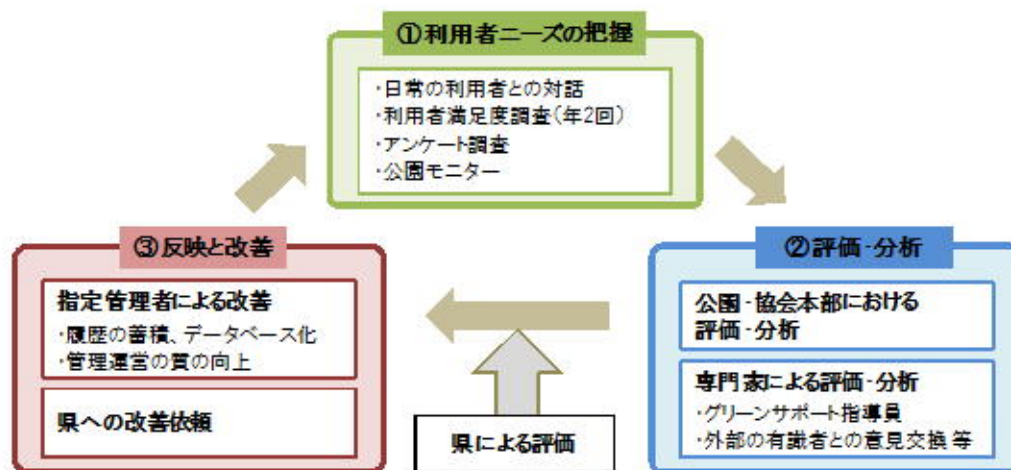 ①利用者ニーズの把握
・日常の利用者との対話
・利用者満足度調査(年2回)
・アンケート調査
・公園モニター
②評価・分析
公園・協会本部における
評価・分析
専門家による評価・分析
・グリーンサポート指導員
・外部の有識者との意見交換 等
③反映と改善
指定管理者による改善
・履歴の蓄積、データベース化
・管理運営の質の向上
県への改善依頼
県による評価